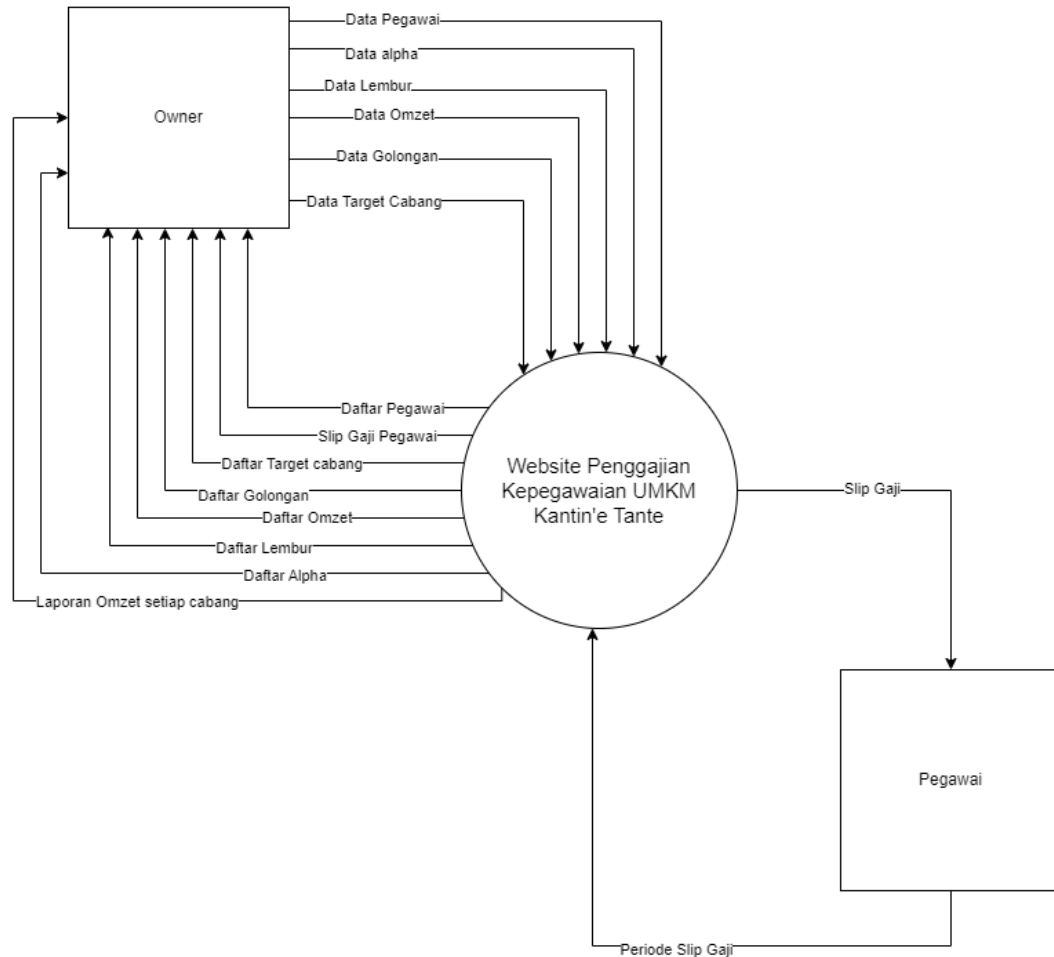 Data Pegawai
Data alpha
Data Lembur
Owner
Data Omzet
Data Golongan
Data Target Cabang
Daftar Pegawai
Slip Gaji Pegawai
Daftar Target cabang
Daftar Golongan
Daftar Omzet
Daftar Lembur
Daftar Alpha
Laporan Omzet setiap cabang
Website Penggajian
Kepegawaian UMKM
Kantin'e Tante
Slip Gaji
Pegawai
Periode Slip Gaji